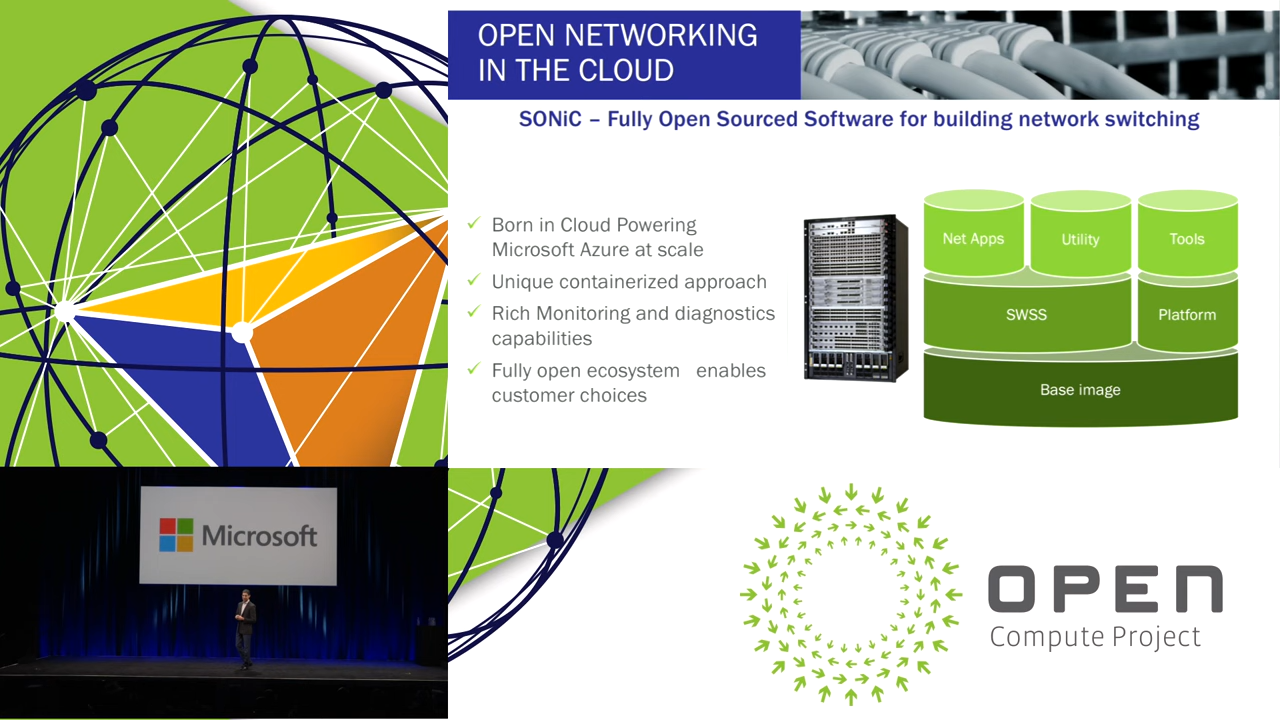 OPEN NETWORKING
IN THE CLOUD
SONiC – Fully Open Sourced Software for building network switching
Born in Cloud Powering
Microsoft Azure at scale
Unique containerized approach
Rich Monitoring and diagnostics
capabilities
Fully open ecosystem enables
customer choices
Net Apps
Utility
Tools
SWSS
Platform
Base image
Microsoft
OPEN
Compute Project